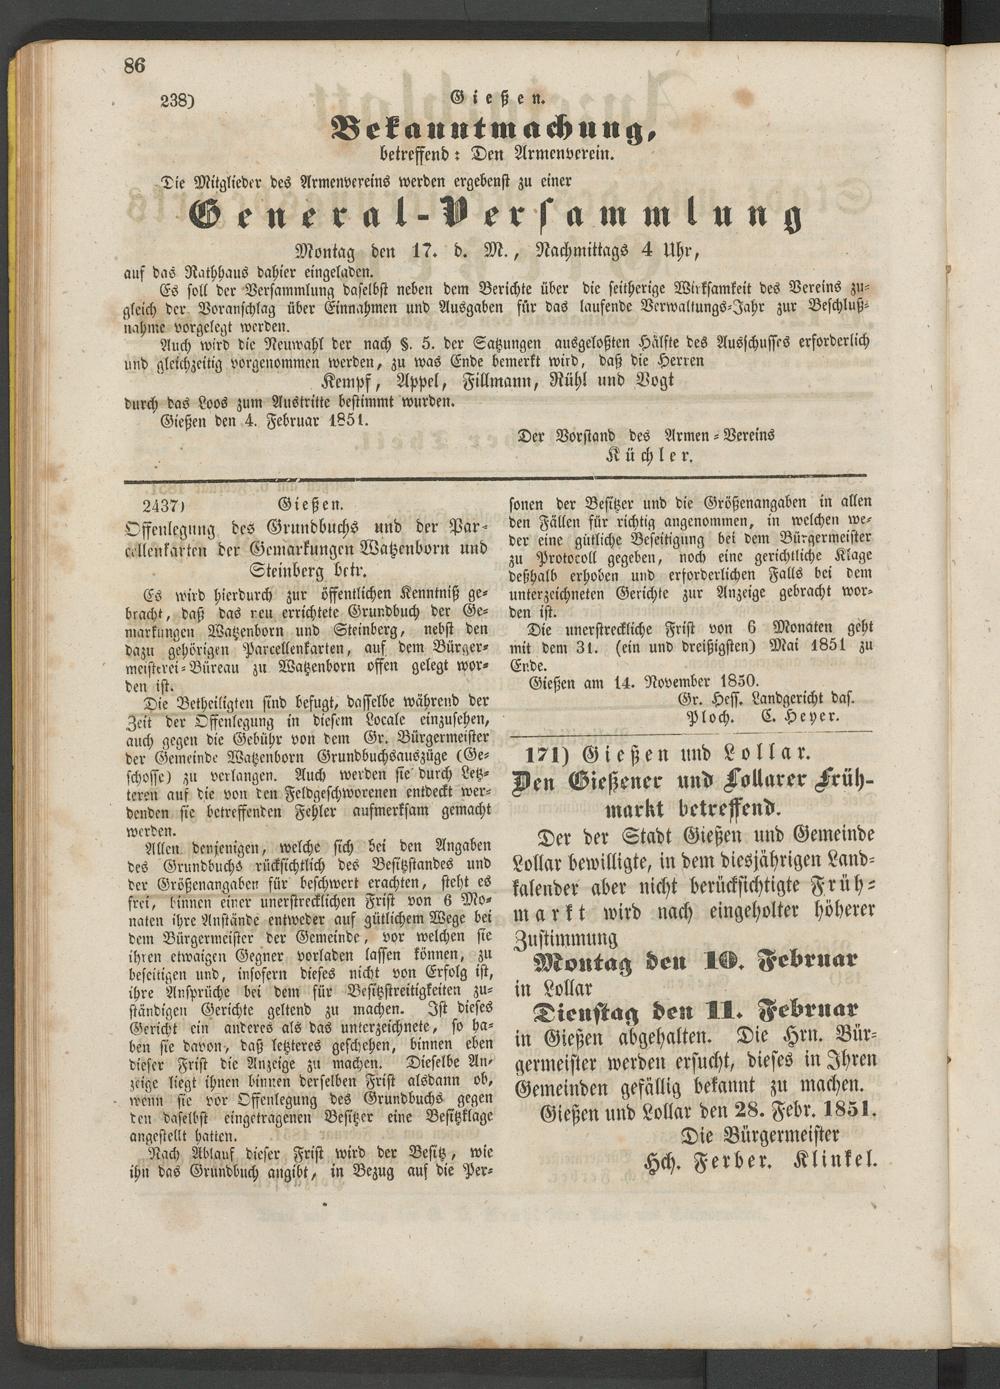 86
238) Gießen.
Bekanntmachung,
betreffend: Den Armenverein.
Die Mitglieder des Armenvereins werden ergebenst zu einer
General-Versammlung
Montag den 17. d. M., Nachmittags 4 Uhr,
auf das Rathhaus dahier eingeladen.
Es soll der Versammlung daselbst neben dem Berichte über die seitherige Wirksamkeit des Vereins zu-
gleich der Voranschlag über Einnahmen und Ausgaben für das laufende Verwaltungs-Jahr zur Beschluß-
nahme vorgelegt werden.
Auch wird die Neuwahl der nach §. 5. der Satzungen ausgeloßten Hälfte des Ausschusses erforderlich
und gleichzeitig vorgenommen werden, zu was Ende bemerkt wird, daß die Herren
Kempf, Appel, Fillmann, Rühl und Vogt
durch das Loos zum Austritte bestimmt wurden.
Gießen den 4. Februar 1851.
Der Vorstand des Armen-Vereins
Küchler.
2437) Gießen.
Offenlegung des Grundbuchs und der Par-
cellenkarten der Gemarkungen Watzenborn und
Steinberg betr.
Es wird hierdurch zur öffentlichen Kenntniß ge-
bracht, daß das neu errichtete Grundbuch der Ge-
markungen Watzenborn und Steinberg, nebst den
dazu gehörigen Parcellenkarten, auf dem Bürger-
meisterei-Büreau zu Watzenborn offen gelegt wor-
den ist.
Die Betheiligten sind befugt, dasselbe während der
Zeit der Offenlegung in diesem Locale einzusehen,
auch gegen die Gebühr von dem Gr. Bürgermeister
der Gemeinde Watzenborn Grundbuchsauszüge (Ge-
schosse) zu verlangen. Auch werden sie durch Letz-
teren auf die von den Feldgeschworenen entdeckt wer-
denden sie betreffenden Fehler aufmerksam gemacht
werden.
Allen denjenigen, welche sich bei den Angaben
des Grundbuchs rücksichtlich des Besitzstandes und
der Größenangaben für beschwert erachten, steht es
frei, binnen einer unerstrecklichen Frist von 6 Mo-
naten ihre Anstände entweder auf gütlichem Wege bei
dem Bürgermeister der Gemeinde, vor welchen sie
ihren etwaigen Gegner vorladen lassen können, zu
beseitigen und, insofern dieses nicht von Erfolg ist,
ihre Ansprüche bei dem für Besitzstreitigkeiten zu-
ständigen Gerichte geltend zu machen. Ist dieses
Gericht ein anderes als das unterzeichnete, so ha-
ben sie davon, daß letzteres geschehen, binnen eben
dieser Frist die Anzeige zu machen. Dieselbe An-
zeige liegt ihnen binnen derselben Frist alsdann ob,
wenn sie vor Offenlegung des Grundbuchs gegen
den daselbst eingetragenen Besitzer eine Besitzklage
angestellt hatten.
Nach Ablauf dieser Frist wird der Besitz, wie
ihn das Grundbuch angibt, in Bezug auf die Per-
sonen der Besitzer und die Größenangaben in allen
den Fällen für richtig angenommen, in welchen we-
der eine gütliche Beseitigung bei dem Bürgermeister
zu Protocoll gegeben, noch eine gerichtliche Klage
deßhalb erhoben und erforderlichen Falls bei dem
unterzeichneten Gerichte zur Anzeige gebracht wor-
den ist.
Die unerstreckliche Frist von 6 Monaten geht
mit dem 31. (ein und dreißigsten) Mai 1851 zu
Ende.
Gießen am 14. November 1850.
Gr. Hess. Landgericht das.
Ploch. C. Heyer.
171) Gießen und Lollar.
Den Gießener und Lollarer Früh-
markt betreffend.
Der der Stadt Gießen und Gemeinde
Lollar bewilligte, in dem diesjährigen Land-
kalender aber nicht berücksichtigte Früh-
markt wird nach eingeholter höherer
Zustimmung
Montag den 10. Februar
in Lollar
Dienstag den 11. Februar
in Gießen abgehalten. Die Hrn. Bür-
germeister werden ersucht, dieses in Ihren
Gemeinden gefällig bekannt zu machen.
Gießen und Lollar den 28. Febr. 1851.
Die Bürgermeister
Hch. Ferber. Klinkel.